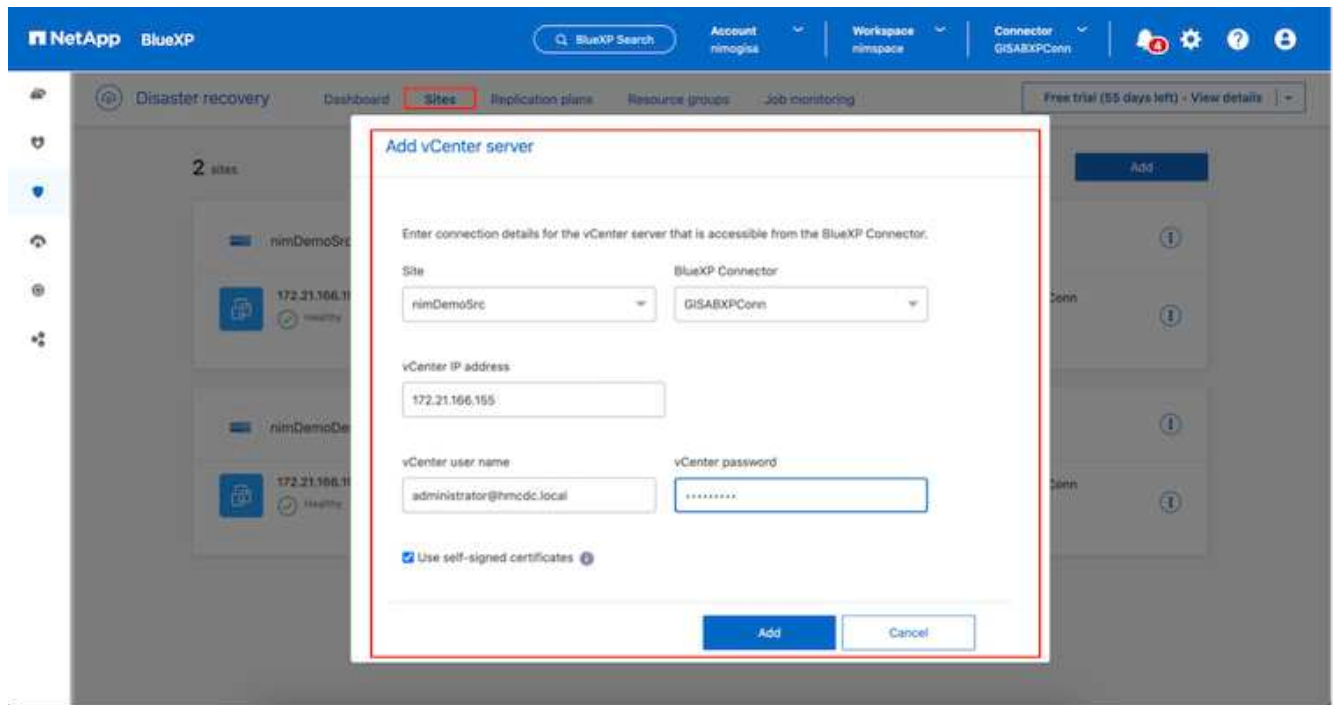 NetApp BlueXP
BlueXP Search
Account
nimogisa
Workspace
nimspace
Connector
GISABXPConn
4
Disaster recovery
Dashboard Sites Replication plans Resource groups Job monitoring
Free trial (55 days left) - View details
2 sites
Add
Add vCenter server
Enter connection details for the vCenter server that is accessible from the BlueXP Connector.
Site
BlueXP Connector
nimDemoSrc
GISABXPConn
vCenter IP address
172.21.166.155
vCenter user name
vCenter password
administrator@hmcdc.local
•••••••••
Use self-signed certificates
Add Cancel
nimDemoSrc
172.21.166.1
Healthy
Conn
nimDemoDe
172.21.166.1
Healthy
Conn